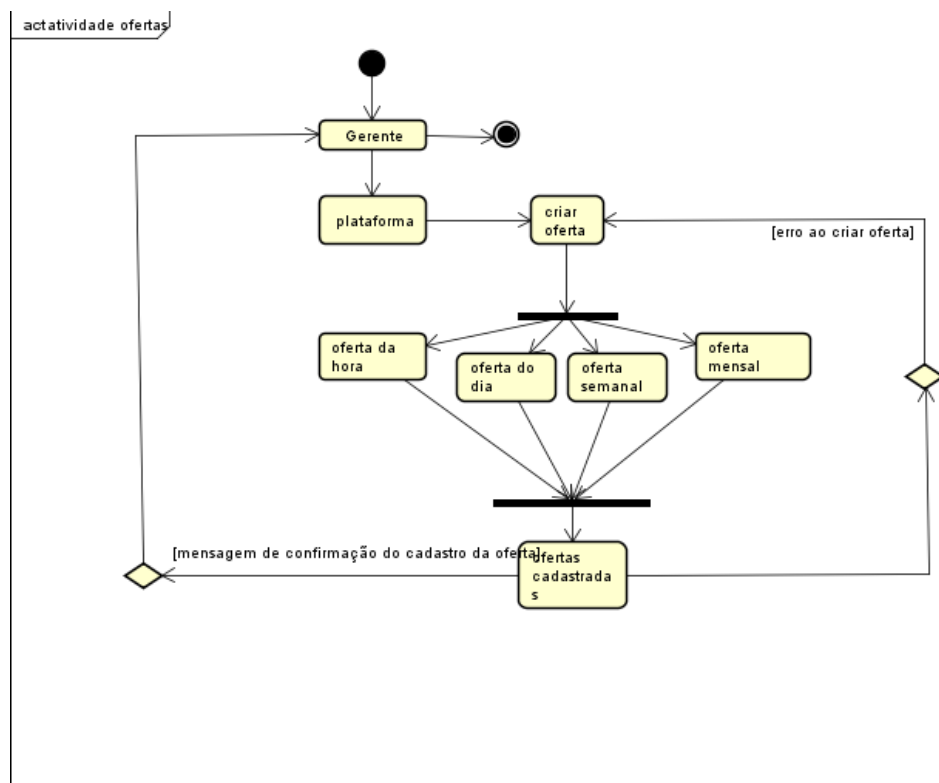 actatividade ofertas
Gerente
plataforma
criar
oferta
[erro ao criar oferta]
oferta da
hora
oferta do
dia
oferta
semanal
oferta
mensal
[mensagem de confirmação do cadastro da oferta]
ofertas
cadastrada
s